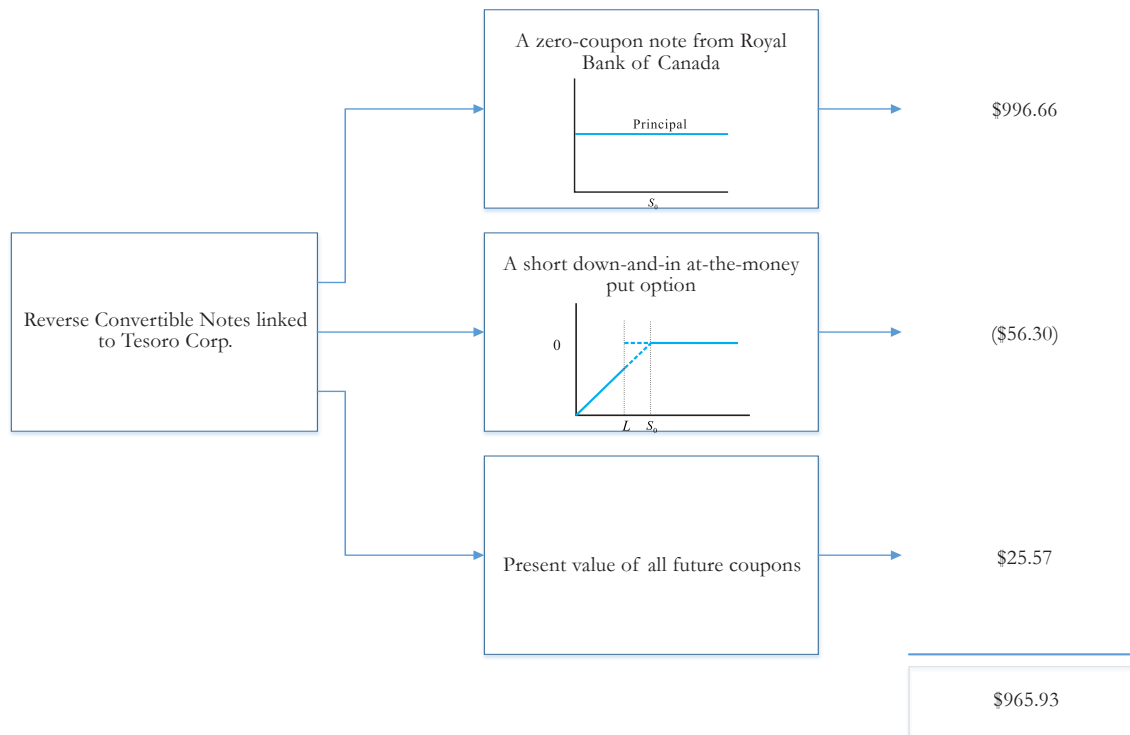 A zero-coupon note from Royal
Bank of Canada
Principal
S₀
$996.66
Reverse Convertible Notes linked
to Tesoro Corp.
A short down-and-in at-the-money
put option
0
L S₀
($56.30)
Present value of all future coupons
$25.57
$965.93